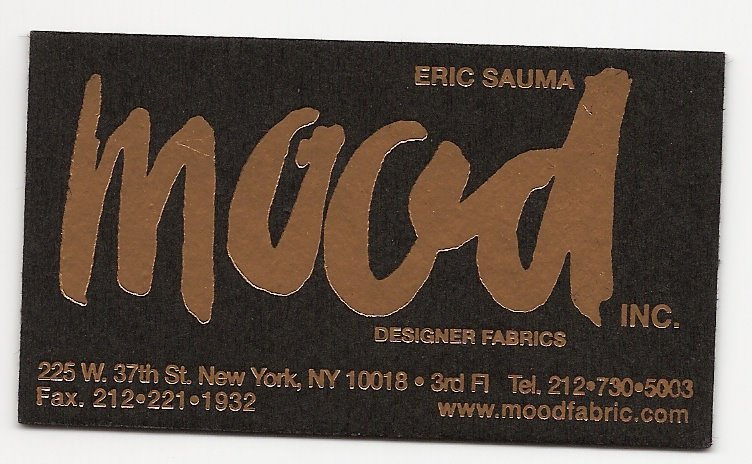 ERIC SAUMA
mood
INC.
DESIGNER FABRICS
225 W. 37th St. New York, NY 10018 • 3rd Fl Tel. 212•730•5003
Fax. 212•221•1932
www.moodfabric.com